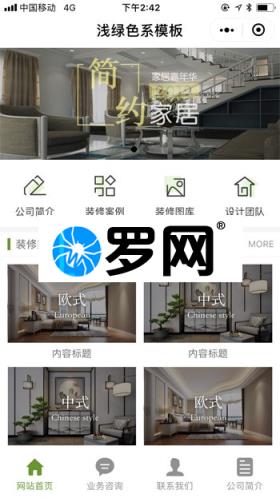 中国移动 4G 下午2:42
浅绿色系模板
简约
家居嘉年华
家居
公司简介 装修案例 装修图库 设计团队
装修
MORE
罗网®
欧式 中式
European Chinese style
内容标题 内容标题
中式 欧式
Chinese style European
网站首页 业务咨询 联系我们 公司简介